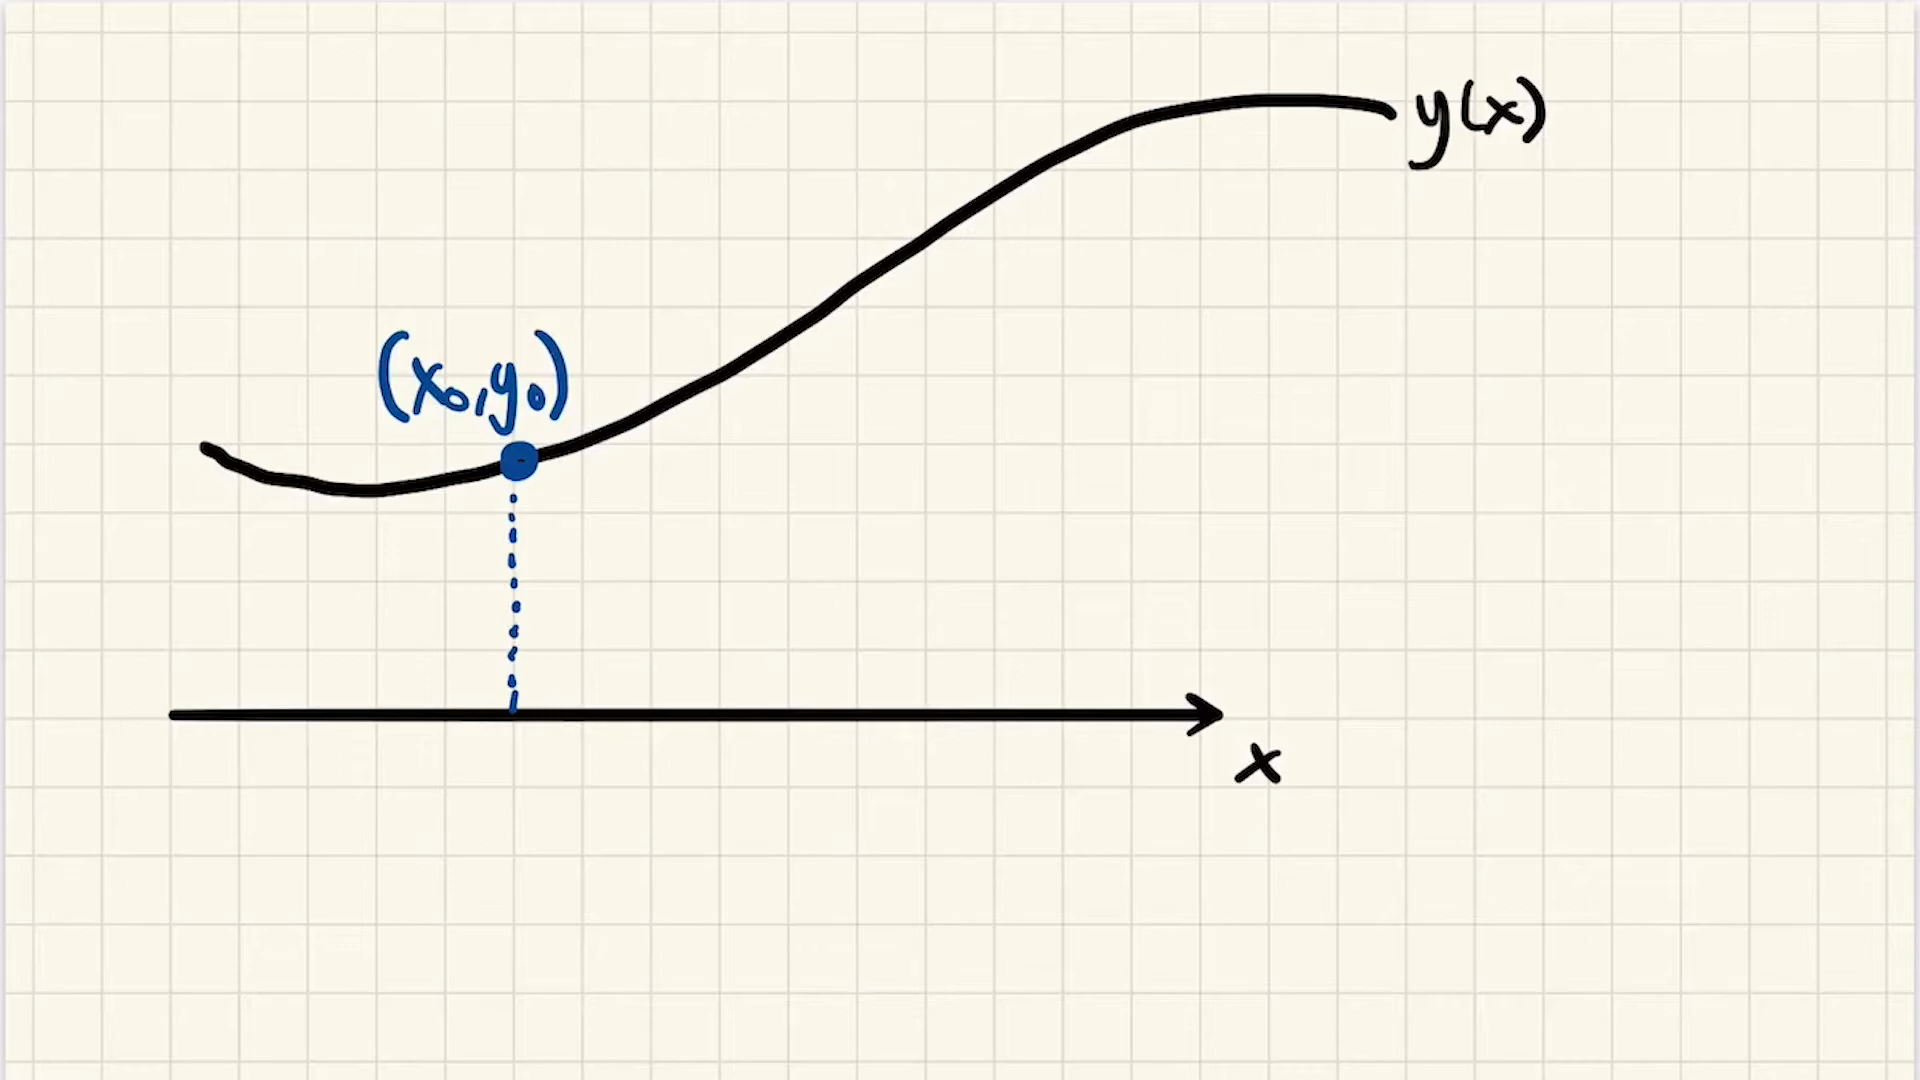 y(x)
(x₀,y₀)
x